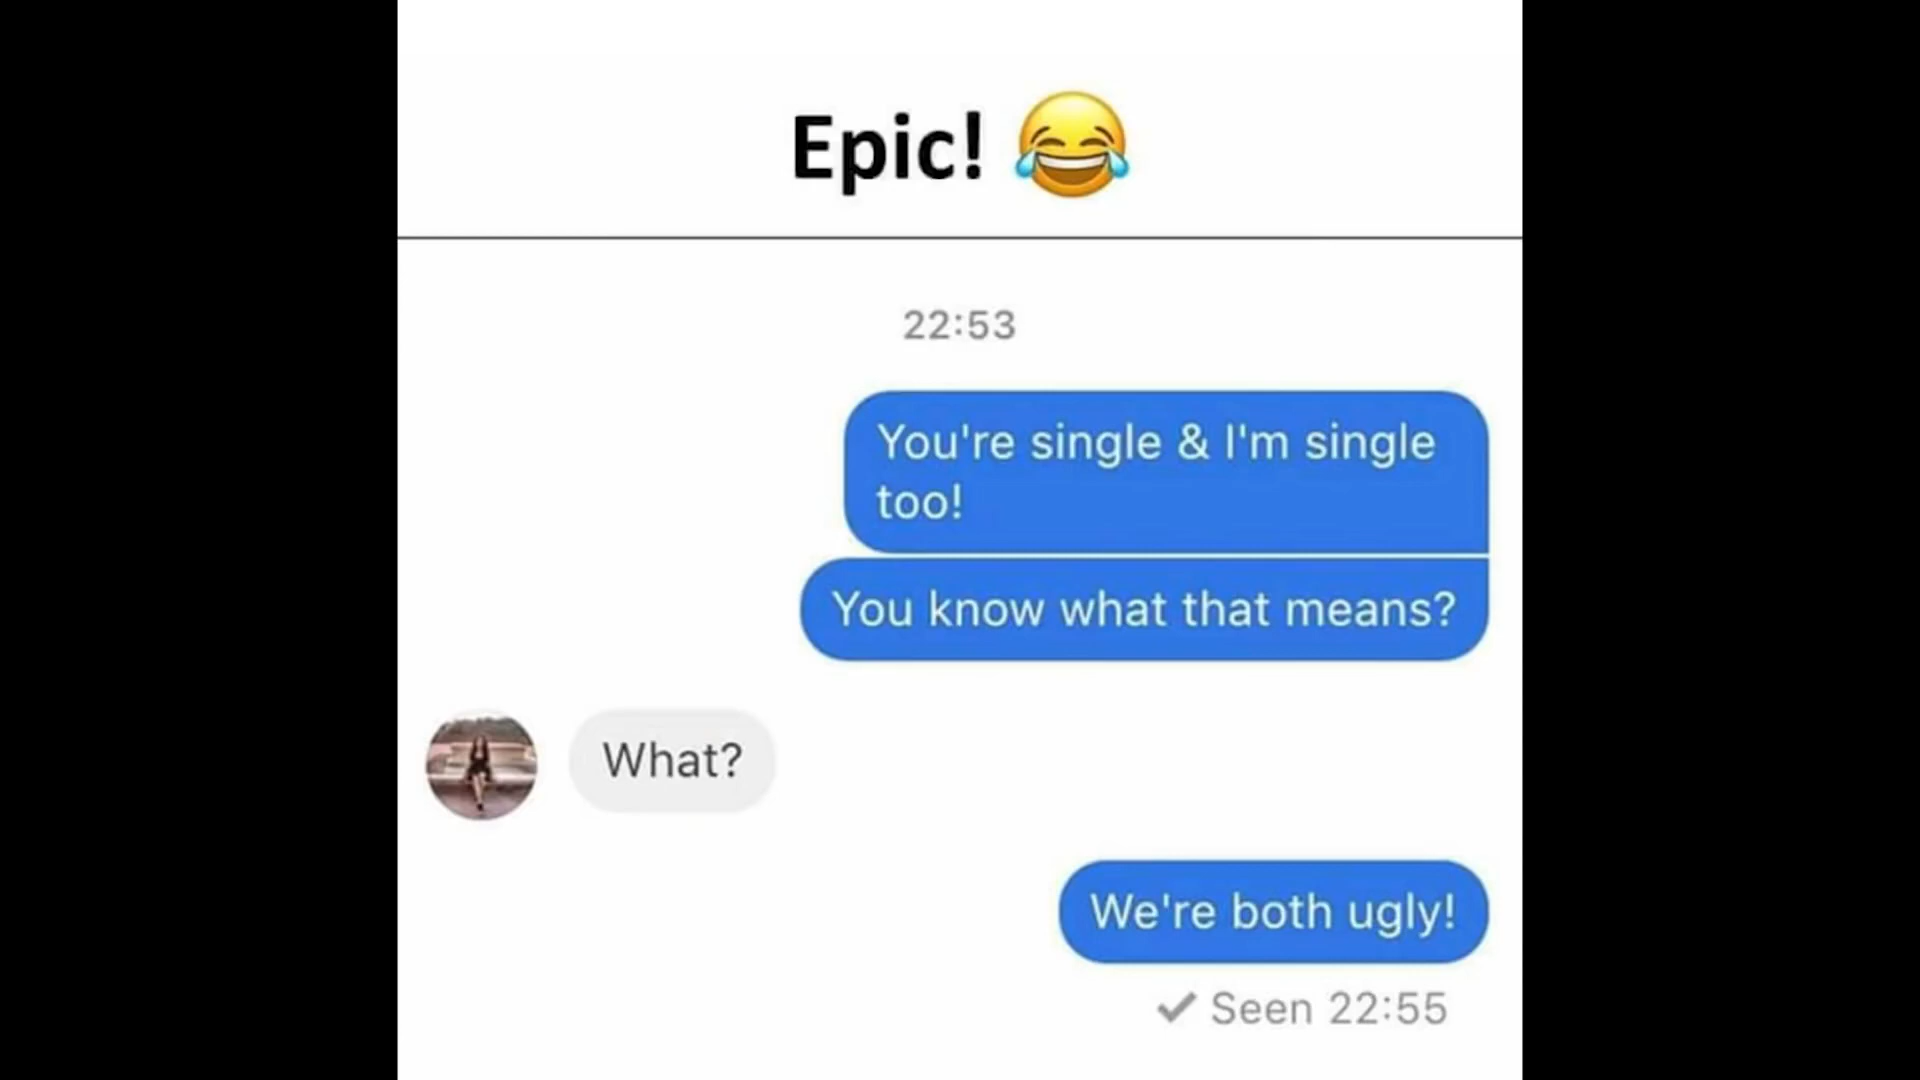 Epic! 😂
22:53
You're single & I'm single
too!
You know what that means?
What?
We're both ugly!
✓ Seen 22:55